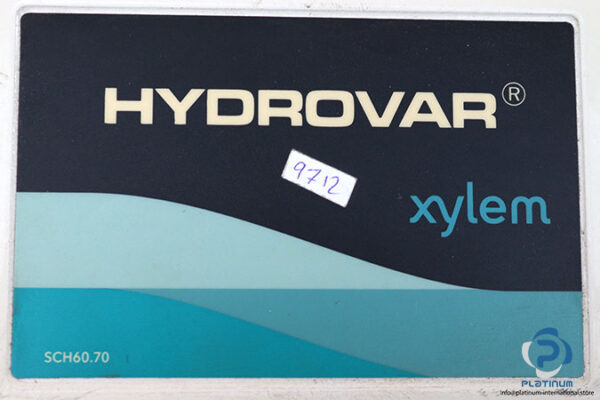 HYDROVAR®
9712
xylem
SCH60.70
PLATINUM
info@platinum-international.store